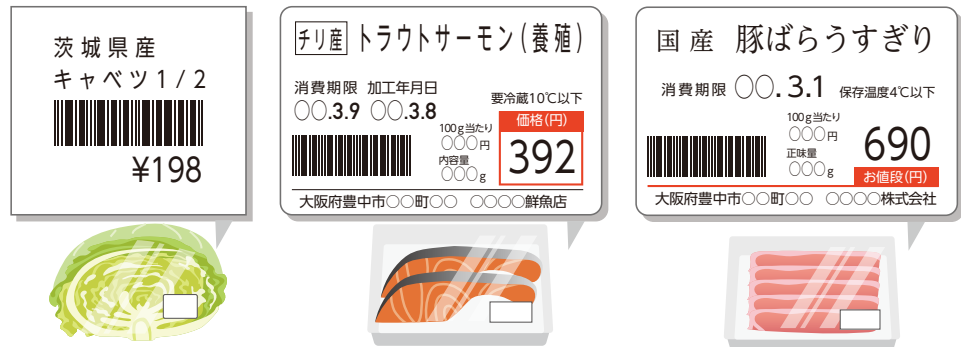 茨城県産
キャベツ1/2
¥198
チリ産 トラウトサーモン(養殖)
消費期限 加工年月日
○○.3.9 ○○.3.8
要冷蔵10℃以下
100g当たり
○○○円
内容量
○○○g
価格(円)
392
大阪府豊中市○○町○○ ○○○○鮮魚店
国産 豚ばらうすぎり
消費期限 ○○.3.1 保存温度4℃以下
100g当たり
○○○円
正味量
○○○g
690
お値段(円)
大阪府豊中市○○町○○ ○○○○株式会社